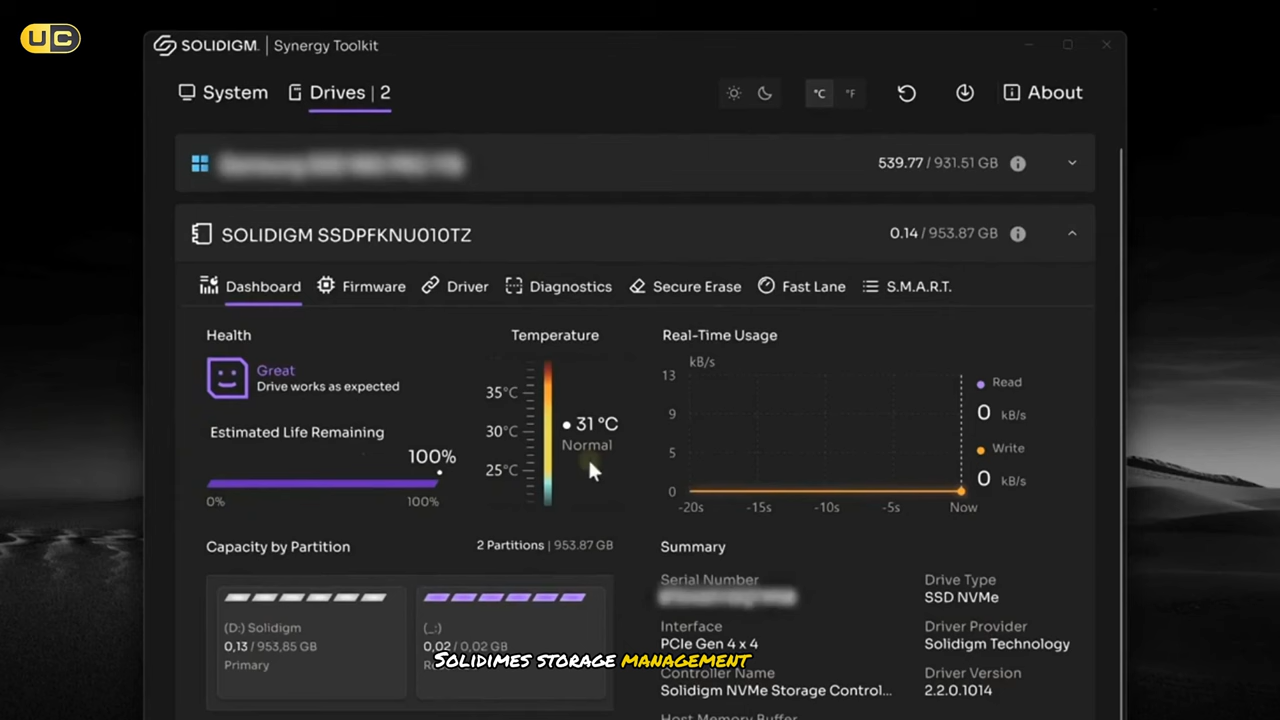 UC
SOLIDIGM. | Synergy Toolkit
System
Drives | 2
°C
°F
About
539.77 / 931.51 GB
SOLIDIGM SSDPFKNU010TZ
0.14 / 953.87 GB
Dashboard
Firmware
Driver
Diagnostics
Secure Erase
Fast Lane
S.M.A.R.T.
Health
Great
Drive works as expected
Estimated Life Remaining
100%
0%
100%
Temperature
35°C
30°C
25°C
31 °C
Normal
Real-Time Usage
kB/s
13
9
5
0
-20s
-15s
-10s
-5s
Now
Read
0 kB/s
Write
0 kB/s
Capacity by Partition
2 Partitions | 953.87 GB
(D:) Solidigm
0,13 / 953,85 GB
Primary
(_:)
0,02 / 0,02 GB
Summary
Serial Number
Drive Type
SSD NVMe
Interface
PCIe Gen 4 x 4
Driver Provider
Solidigm Technology
Controller Name
Solidigm NVMe Storage Control...
Driver Version
2.2.0.1014
Host Memory Buffer
SOLIDIMES STORAGE MANAGEMENT